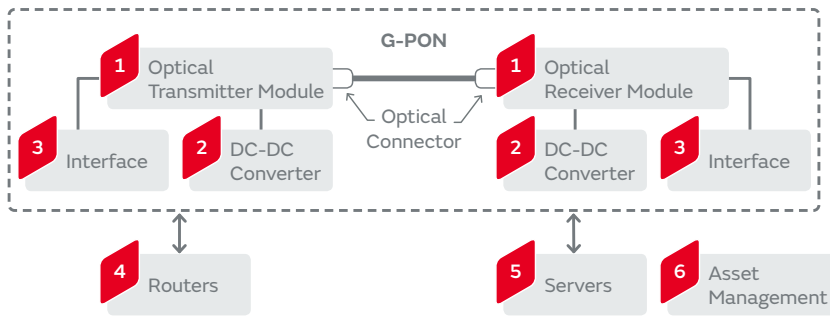 G-PON
1
Optical
Transmitter Module
1
Optical
Receiver Module
Optical
Connector
3
Interface
2
DC-DC
Converter
2
DC-DC
Converter
3
Interface
4
Routers
5
Servers
6
Asset
Management